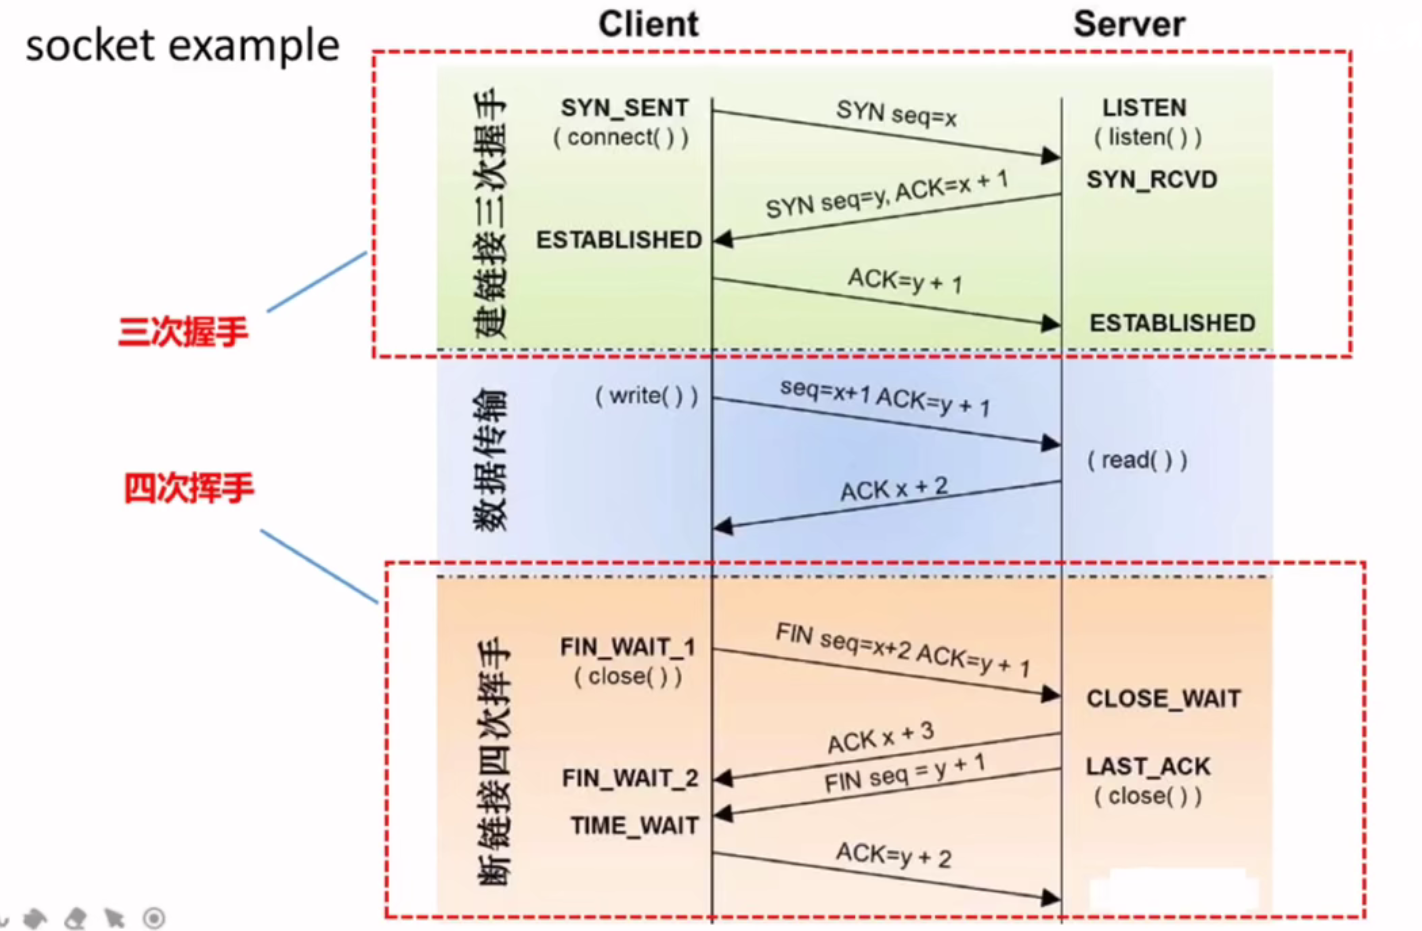 socket example
Client
Server
建链接三次握手
SYN_SENT
( connect( ) )
SYN seq=x
LISTEN
( listen( ) )
SYN_RCVD
SYN seq=y, ACK=x + 1
ESTABLISHED
ACK=y + 1
ESTABLISHED
三次握手
数据传输
( write( ) )
seq=x+1 ACK=y + 1
( read( ) )
ACK x + 2
四次挥手
断链接四次挥手
FIN_WAIT_1
( close( ) )
FIN seq=x+2 ACK=y + 1
CLOSE_WAIT
ACK x + 3
FIN_WAIT_2
FIN seq = y + 1
LAST_ACK
( close( ) )
TIME_WAIT
ACK=y + 2